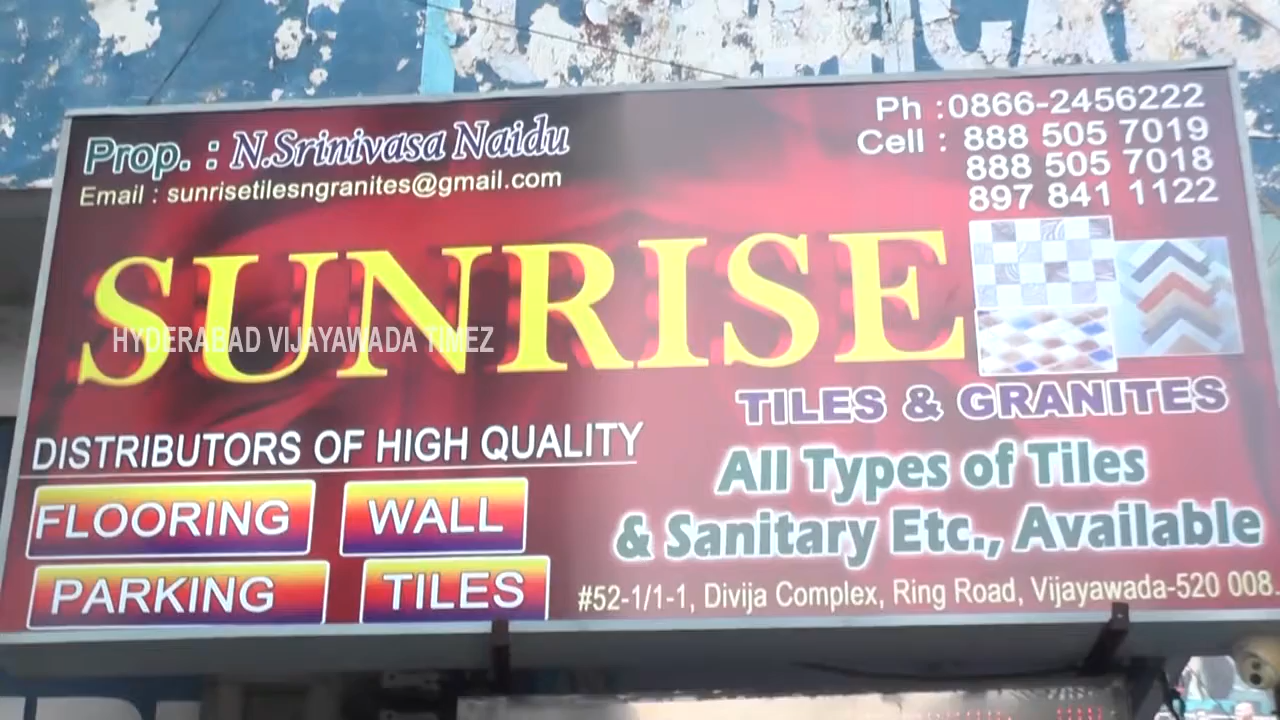 Prop. : N.Srinivasa Naidu
Email : sunrisetilesngranites@gmail.com
Ph :0866-2456222
Cell : 888 505 7019
888 505 7018
897 841 1122
SUNRISE
HYDERABAD VIJAYAWADA TIMEZ
TILES & GRANITES
DISTRIBUTORS OF HIGH QUALITY
FLOORING WALL
PARKING TILES
All Types of Tiles
& Sanitary Etc., Available
#52-1/1-1, Divija Complex, Ring Road, Vijayawada-520 008.